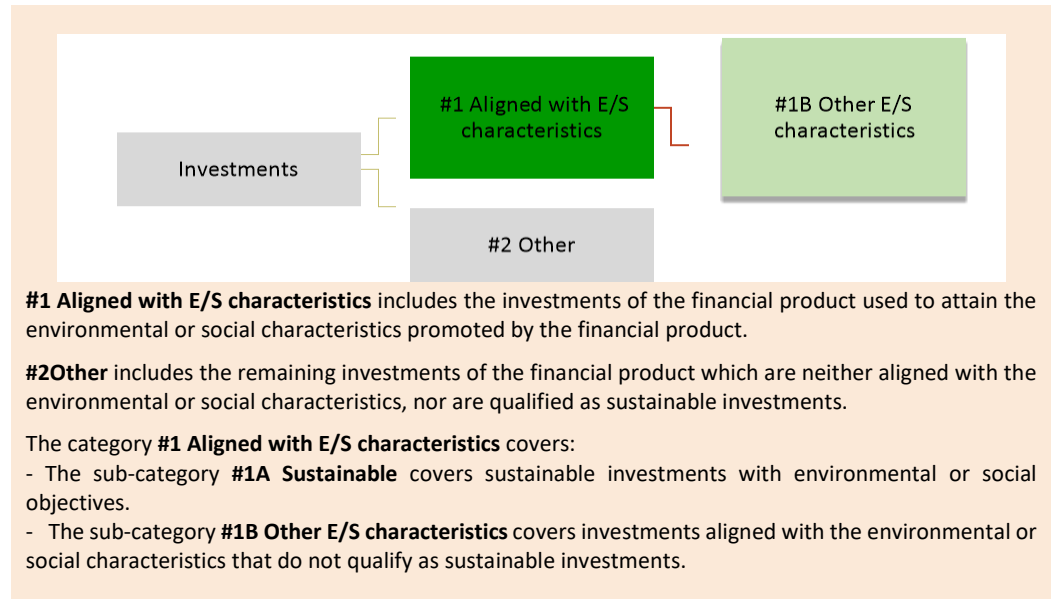 #1 Aligned with E/S
characteristics
#1B Other E/S
characteristics
Investments
#2 Other
#1 Aligned with E/S characteristics includes the investments of the financial product used to attain the
environmental or social characteristics promoted by the financial product.
#2Other includes the remaining investments of the financial product which are neither aligned with the
environmental or social characteristics, nor are qualified as sustainable investments.
The category #1 Aligned with E/S characteristics covers:
- The sub-category #1A Sustainable covers sustainable investments with environmental or social
objectives.
- The sub-category #1B Other E/S characteristics covers investments aligned with the environmental or
social characteristics that do not qualify as sustainable investments.